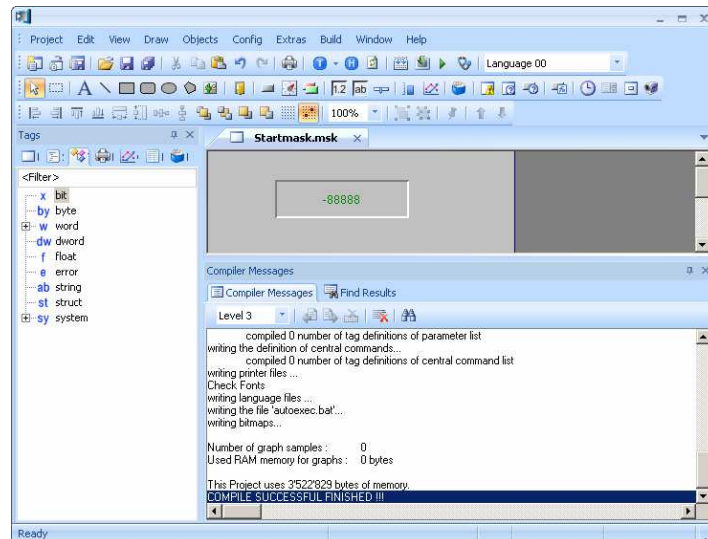 Project Edit View Draw Objects Config Extras Build Window Help
Language 00
A 1.2 ab
100%
Tags
Startmask.msk
<Filter>
x bit
by byte
w word
dw dword
f float
e error
ab string
st struct
sy system
-88888
Compiler Messages
Compiler Messages Find Results
Level 3
compiled 0 number of tag definitions of parameter list
writing the definition of central commands...
compiled 0 number of tag definitions of central command list
writing printer files ...
Check Fonts
writing language files ...
writing the file 'autoexec.bat'...
writing bitmaps...
Number of graph samples : 0
Used RAM memory for graphs : 0 bytes
This Project uses 3'522'829 bytes of memory.
COMPILE SUCCESSFUL FINISHED !!!
Ready